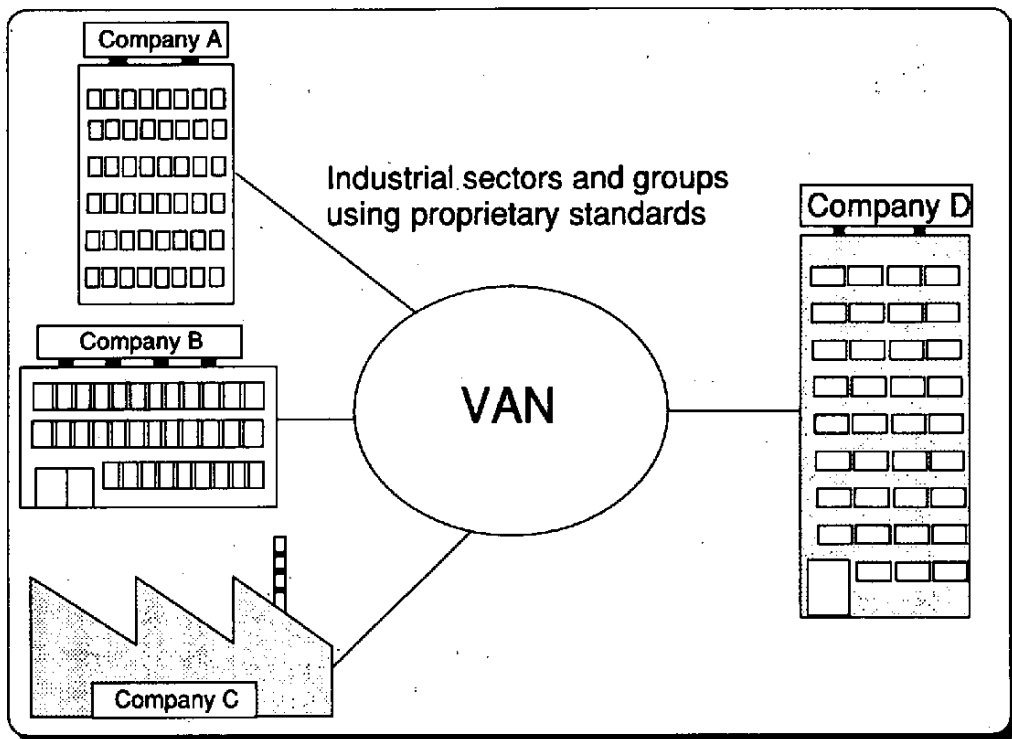 Company A
Industrial sectors and groups
using proprietary standards
Company D
Company B
VAN
Company C